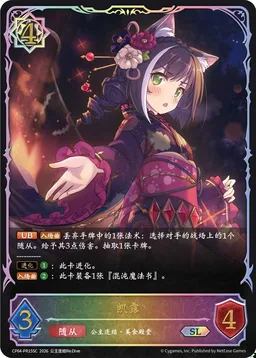 4
UB 入场曲 丢弃手牌中的1张法术：选择对手的战场上的1个
随从。给予其3点伤害。抽取1张卡牌。
进化 1 ：此卡进化。
1 ：此卡装备1张『混沌魔法书』。
凯露
3 随从 公主连结・美食殿堂 SL 4
CP04-PR15SC 2026 公主连结Re:Dive © Cygames, Inc. Published by NetEase Games